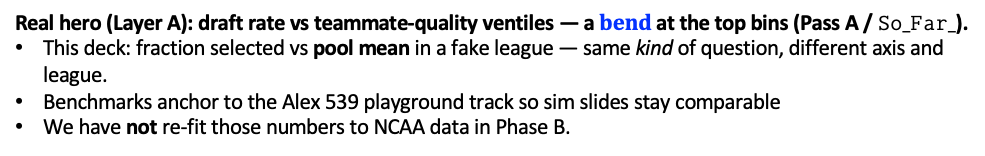 Real hero (Layer A): draft rate vs teammate-quality ventiles — a bend at the top bins (Pass A / So_Far_).
• This deck: fraction selected vs pool mean in a fake league — same kind of question, different axis and
league.
• Benchmarks anchor to the Alex 539 playground track so sim slides stay comparable
• We have not re-fit those numbers to NCAA data in Phase B.